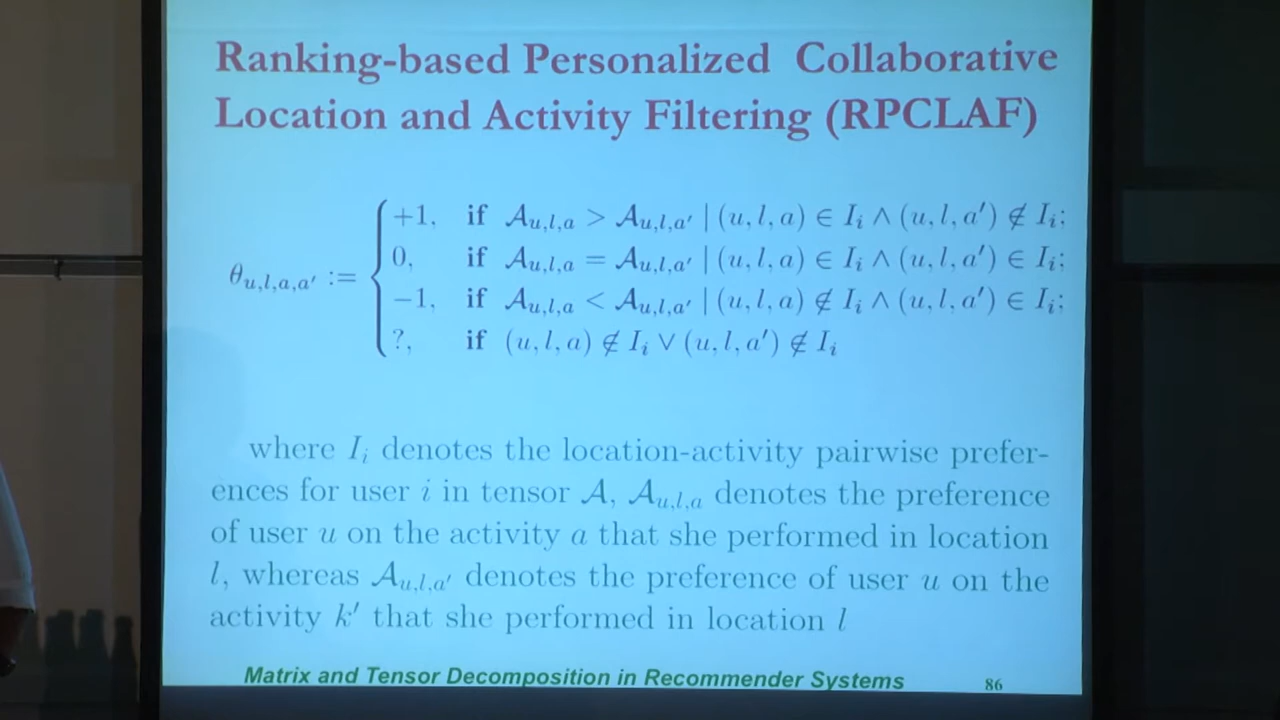 Ranking-based Personalized Collaborative
Location and Activity Filtering (RPCLAF)
θ_{u,l,a,a′} := { +1, if 𝒜_{u,l,a} > 𝒜_{u,l,a′} | (u, l, a) ∈ I_i ∧ (u, l, a′) ∉ I_i;
0, if 𝒜_{u,l,a} = 𝒜_{u,l,a′} | (u, l, a) ∈ I_i ∧ (u, l, a′) ∈ I_i;
−1, if 𝒜_{u,l,a} < 𝒜_{u,l,a′} | (u, l, a) ∉ I_i ∧ (u, l, a′) ∈ I_i;
?, if (u, l, a) ∉ I_i ∨ (u, l, a′) ∉ I_i
where I_i denotes the location-activity pairwise prefer-
ences for user i in tensor 𝒜, 𝒜_{u,l,a} denotes the preference
of user u on the activity a that she performed in location
l, whereas 𝒜_{u,l,a′} denotes the preference of user u on the
activity k′ that she performed in location l
Matrix and Tensor Decomposition in Recommender Systems 86